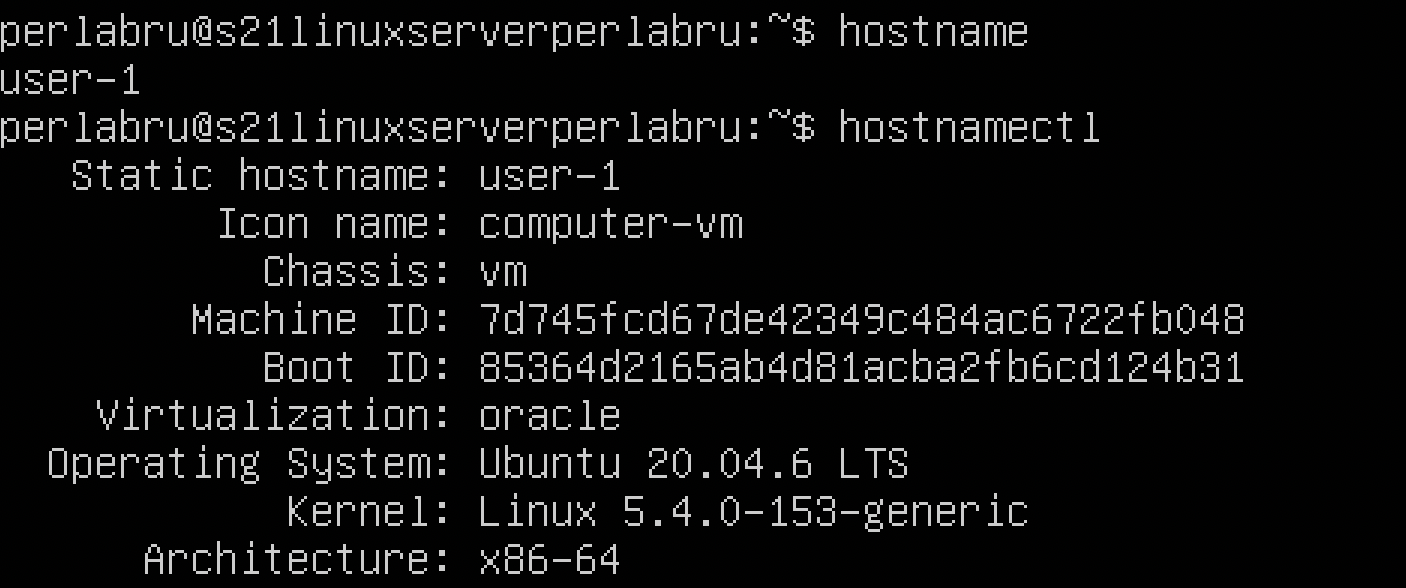 perlabru@s21linuxserverperlabru:~$ hostname
user-1
perlabru@s21linuxserverperlabru:~$ hostnamectl
Static hostname: user-1
Icon name: computer-vm
Chassis: vm
Machine ID: 7d745fcd67de42349c484ac6722fb048
Boot ID: 85364d2165ab4d81acba2fb6cd124b31
Virtualization: oracle
Operating System: Ubuntu 20.04.6 LTS
Kernel: Linux 5.4.0-153-generic
Architecture: x86-64